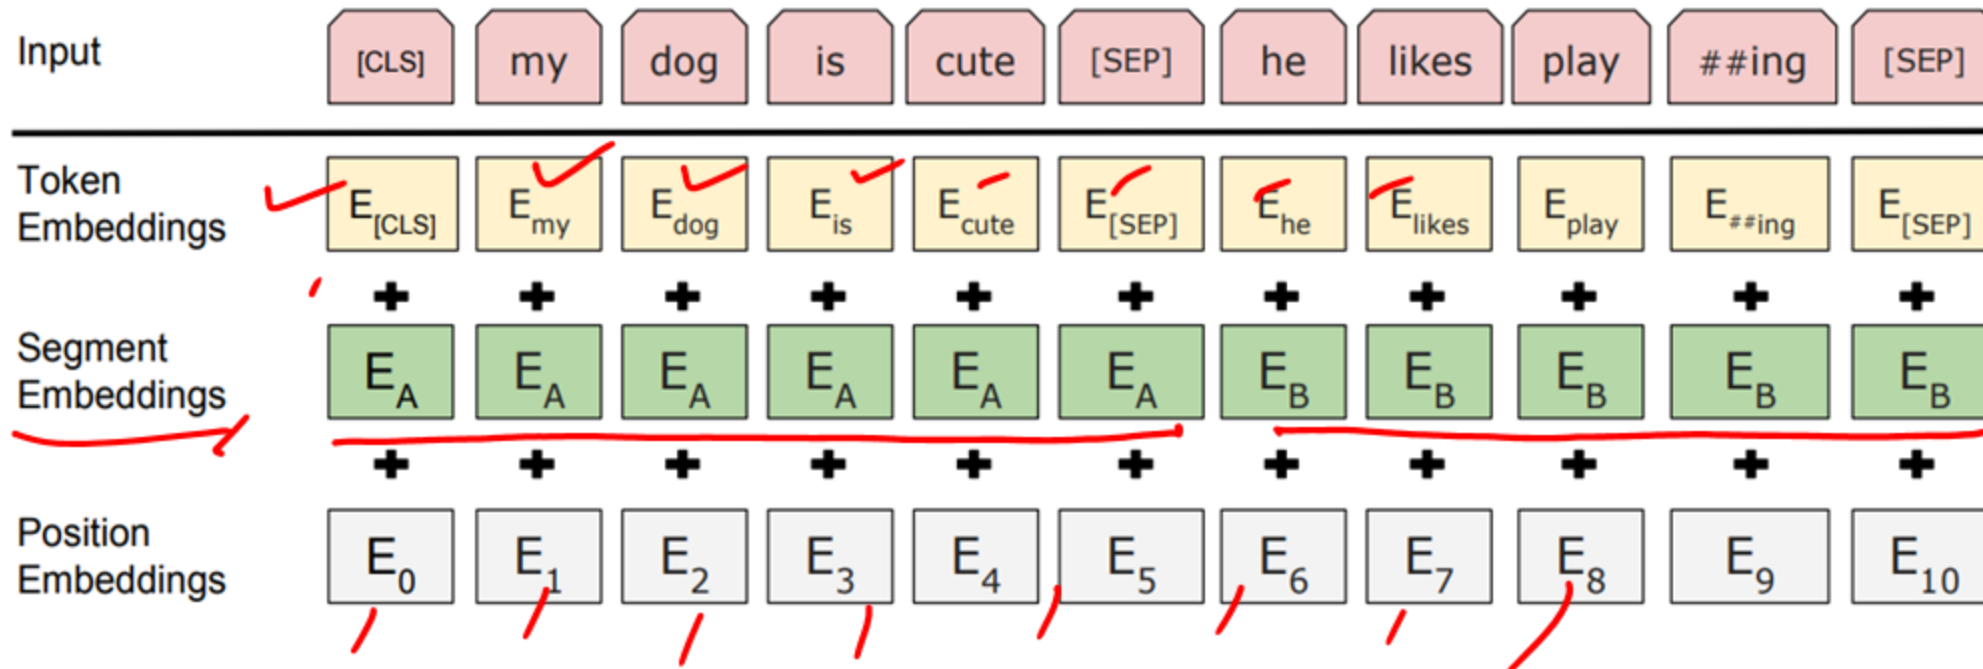 Input [CLS] my dog is cute [SEP] he likes play ##ing [SEP]
Token Embeddings E[CLS] Emy Edog Eis Ecute E[SEP] Ehe Elikes Eplay E##ing E[SEP]
+ + + + + + + + + + +
Segment Embeddings EA EA EA EA EA EA EB EB EB EB EB
+ + + + + + + + + + +
Position Embeddings E0 E1 E2 E3 E4 E5 E6 E7 E8 E9 E10